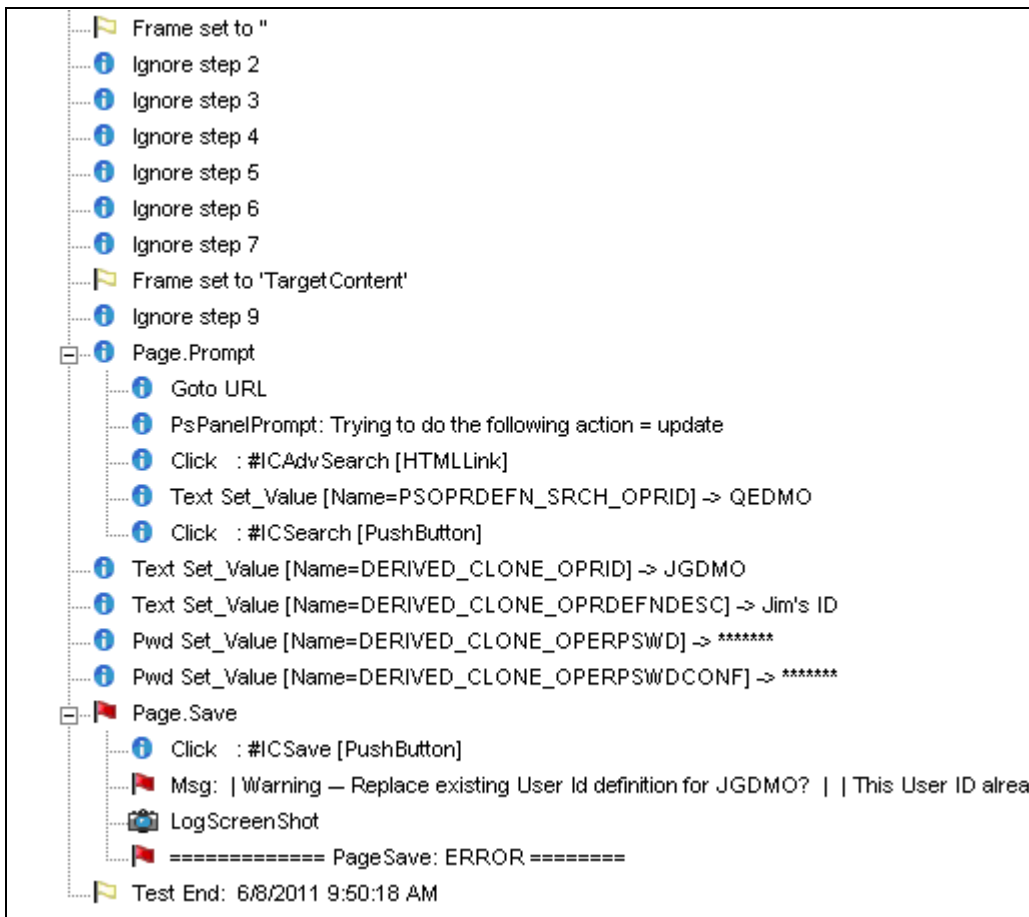 Frame set to ''
Ignore step 2
Ignore step 3
Ignore step 4
Ignore step 5
Ignore step 6
Ignore step 7
Frame set to 'TargetContent'
Ignore step 9
Page.Prompt
Goto URL
PsPanelPrompt: Trying to do the following action = update
Click : #ICAdvSearch [HTMLLink]
Text Set_Value [Name=PSOPRDEFN_SRCH_OPRID] -> QEDMO
Click : #ICSearch [PushButton]
Text Set_Value [Name=DERIVED_CLONE_OPRID] -> JGDMO
Text Set_Value [Name=DERIVED_CLONE_OPRDEFNDESC] -> Jim's ID
Pwd Set_Value [Name=DERIVED_CLONE_OPERPSWD] -> *******
Pwd Set_Value [Name=DERIVED_CLONE_OPERPSWDCONF] -> *******
Page.Save
Click : #ICSave [PushButton]
Msg: | Warning -- Replace existing User Id definition for JGDMO? | | This User ID alrea
LogScreenShot
============= PageSave: ERROR ========
Test End: 6/8/2011 9:50:18 AM